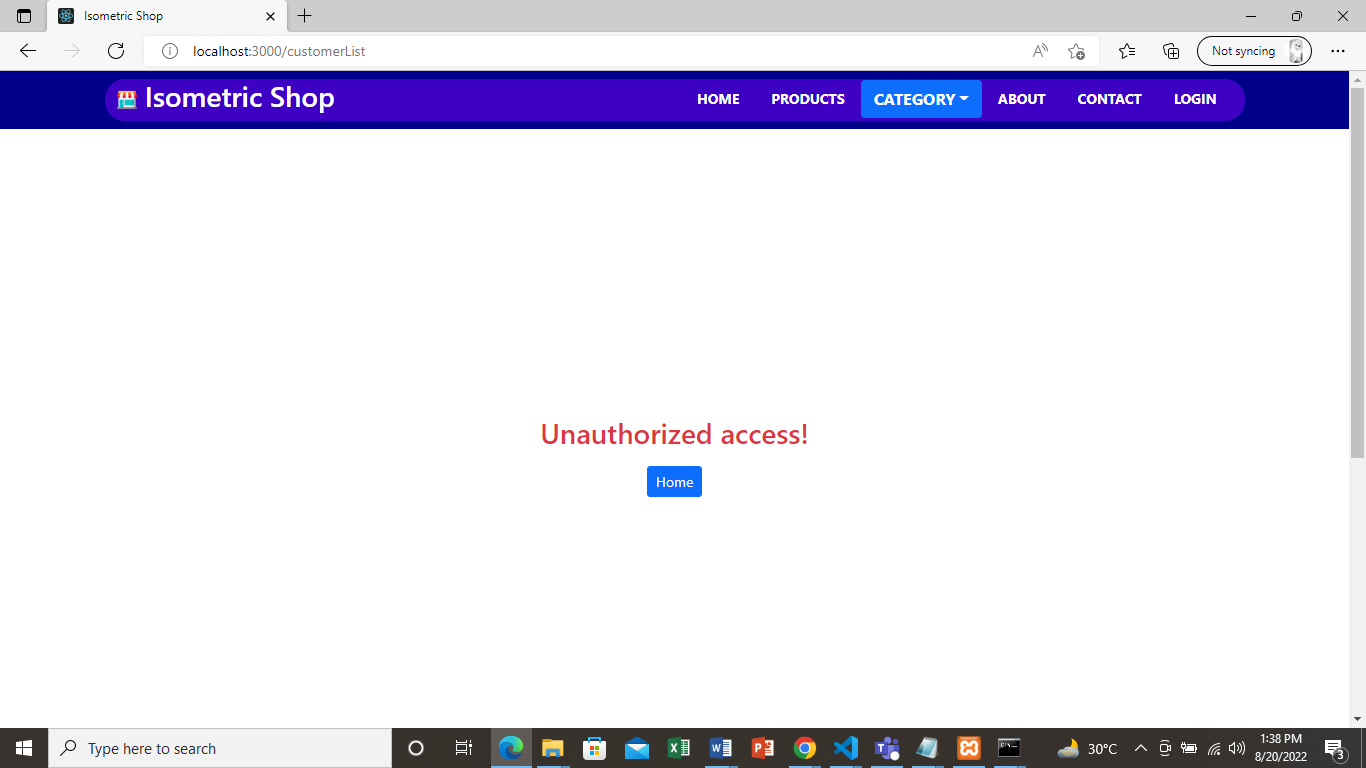 Isometric Shop
localhost:3000/customerList
Not syncing
Isometric Shop
HOME PRODUCTS CATEGORY ABOUT CONTACT LOGIN
Unauthorized access!
Home
Type here to search
30°C
1:38 PM
8/20/2022
3